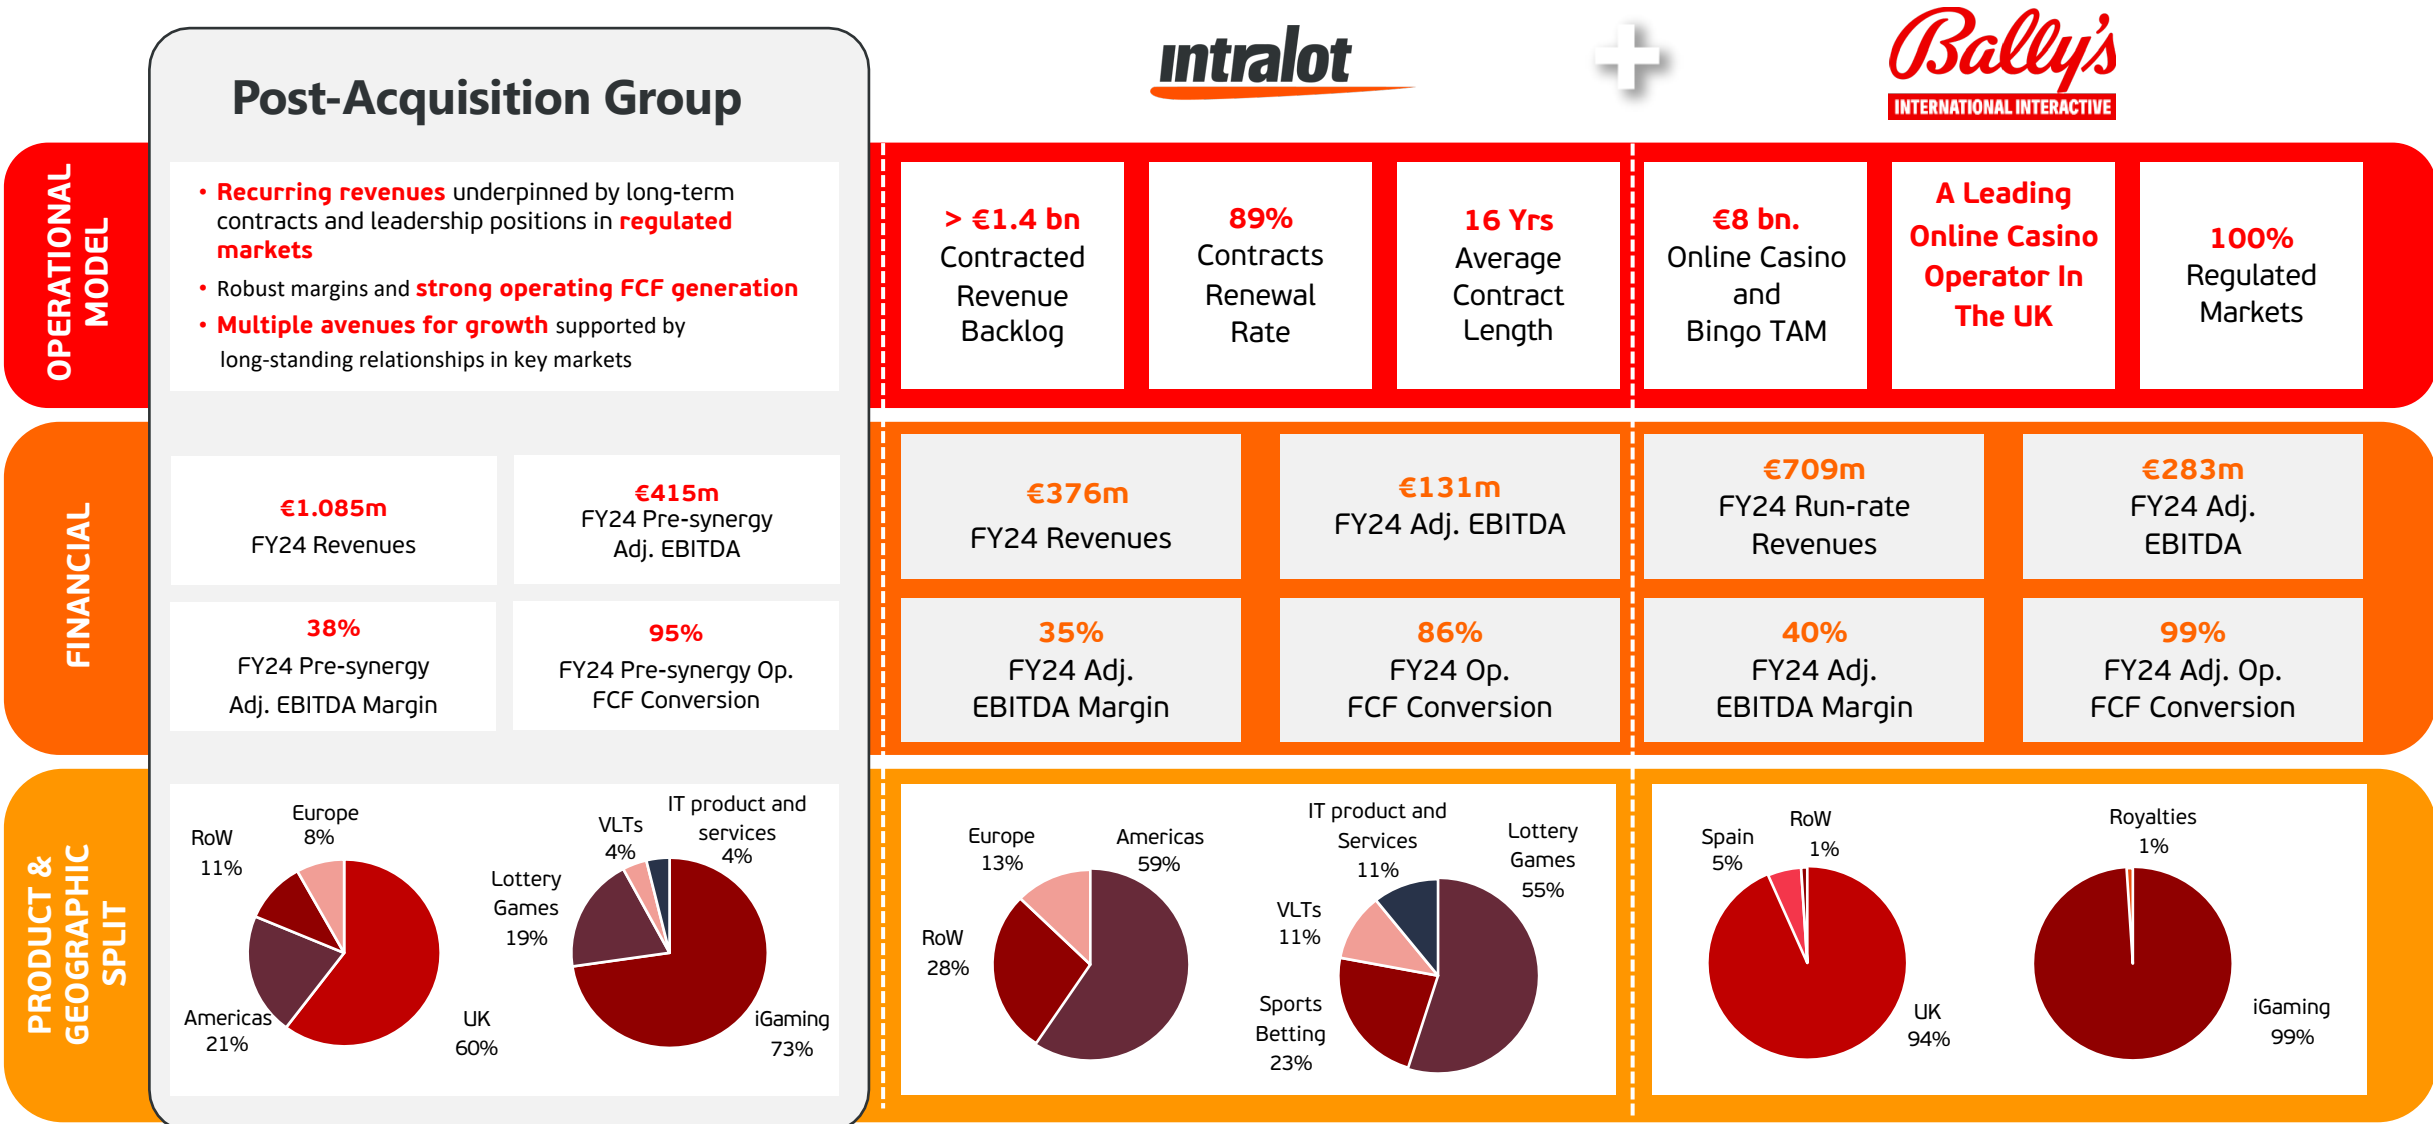 Post-Acquisition Group
intralot
Bally's
INTERNATIONAL INTERACTIVE
OPERATIONAL
MODEL
• Recurring revenues underpinned by long-term
contracts and leadership positions in regulated
markets
• Robust margins and strong operating FCF generation
• Multiple avenues for growth supported by
long-standing relationships in key markets
> €1.4 bn
Contracted
Revenue
Backlog
89%
Contracts
Renewal
Rate
16 Yrs
Average
Contract
Length
€8 bn.
Online Casino
and
Bingo TAM
A Leading
Online Casino
Operator In
The UK
100%
Regulated
Markets
FINANCIAL
€1.085m
FY24 Revenues
€415m
FY24 Pre-synergy
Adj. EBITDA
38%
FY24 Pre-synergy
Adj. EBITDA Margin
95%
FY24 Pre-synergy Op.
FCF Conversion
€376m
FY24 Revenues
€131m
FY24 Adj. EBITDA
35%
FY24 Adj.
EBITDA Margin
86%
FY24 Op.
FCF Conversion
€709m
FY24 Run-rate
Revenues
€283m
FY24 Adj.
EBITDA
40%
FY24 Adj.
EBITDA Margin
99%
FY24 Adj. Op.
FCF Conversion
PRODUCT &
GEOGRAPHIC
SPLIT
Europe
8%
RoW
11%
Americas
21%
UK
60%
IT product and
services
4%
VLTs
4%
Lottery
Games
19%
iGaming
73%
Europe
13%
Americas
59%
RoW
28%
IT product and
Services
11%
Lottery
Games
55%
VLTs
11%
Sports
Betting
23%
Spain
5%
RoW
1%
UK
94%
Royalties
1%
iGaming
99%